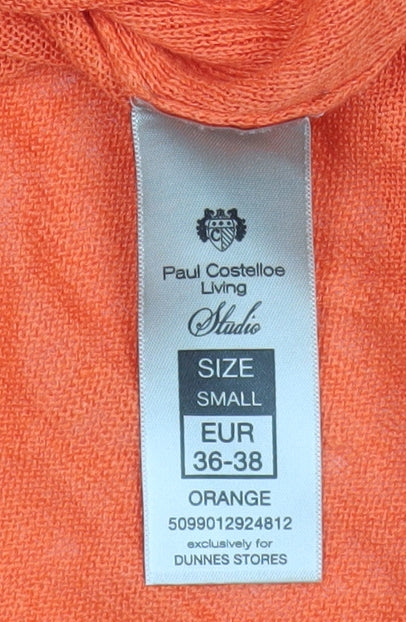 Paul Costelloe
Living
Studio
SIZE
SMALL
EUR
36-38
ORANGE
5099012924812
exclusively for
DUNNES STORES